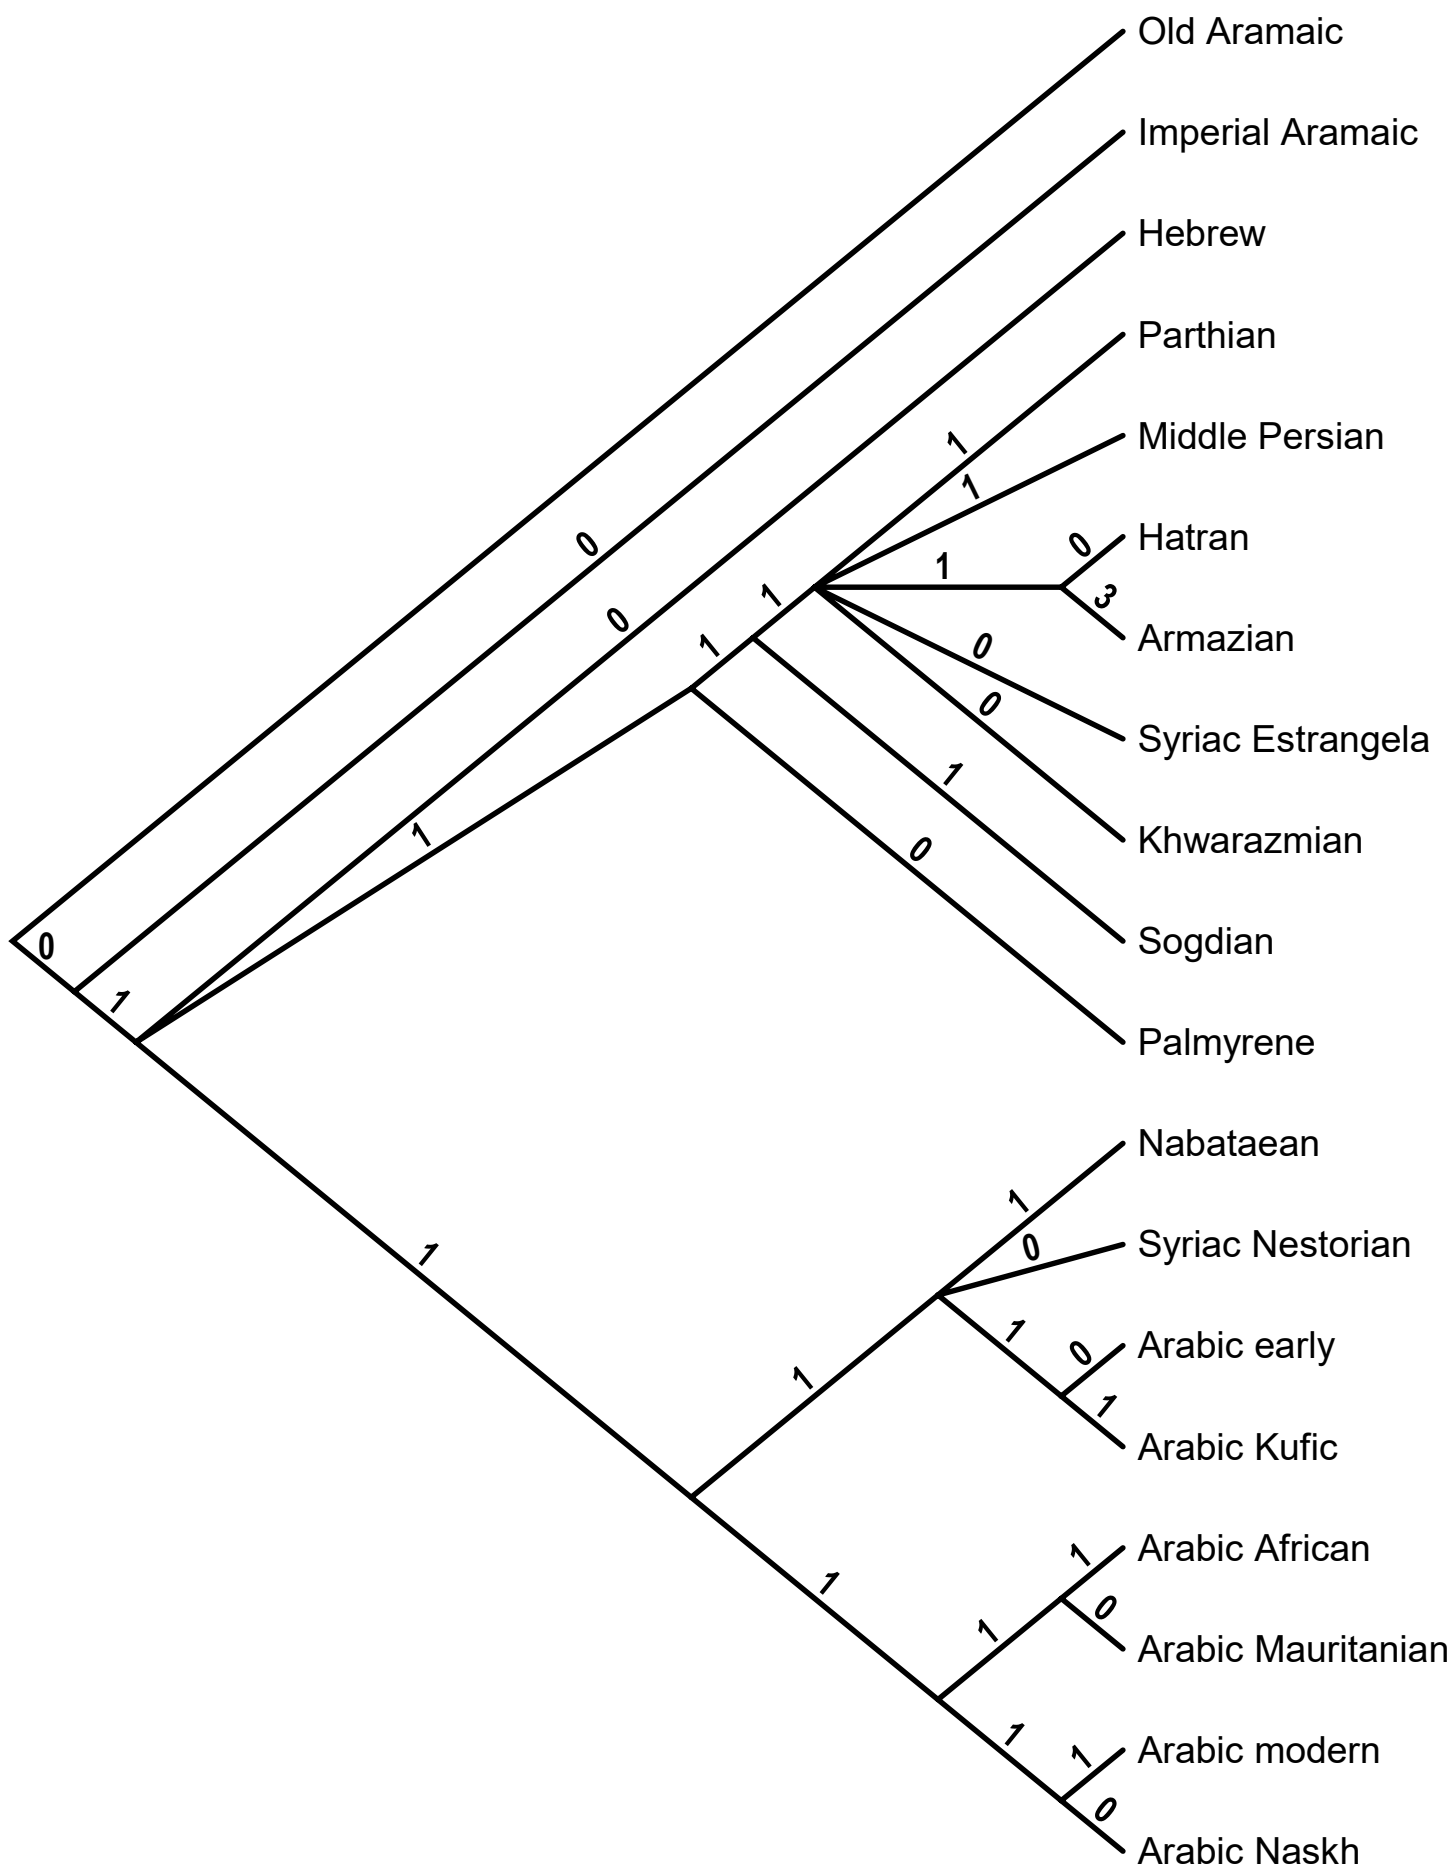 Old Aramaic
Imperial Aramaic
Hebrew
Parthian
1
Middle Persian
1
Hatran
0
0
1
Armazian
3
1
0
0
1
Syriac Estrangela
0
Khwarazmian
1
1
0
Sogdian
0
1
Palmyrene
Nabataean
1
Syriac Nestorian
0
1
Arabic early
0
1
1
Arabic Kufic
1
Arabic African
1
1
0
1
Arabic Mauritanian
1
Arabic modern
1
0
Arabic Naskh